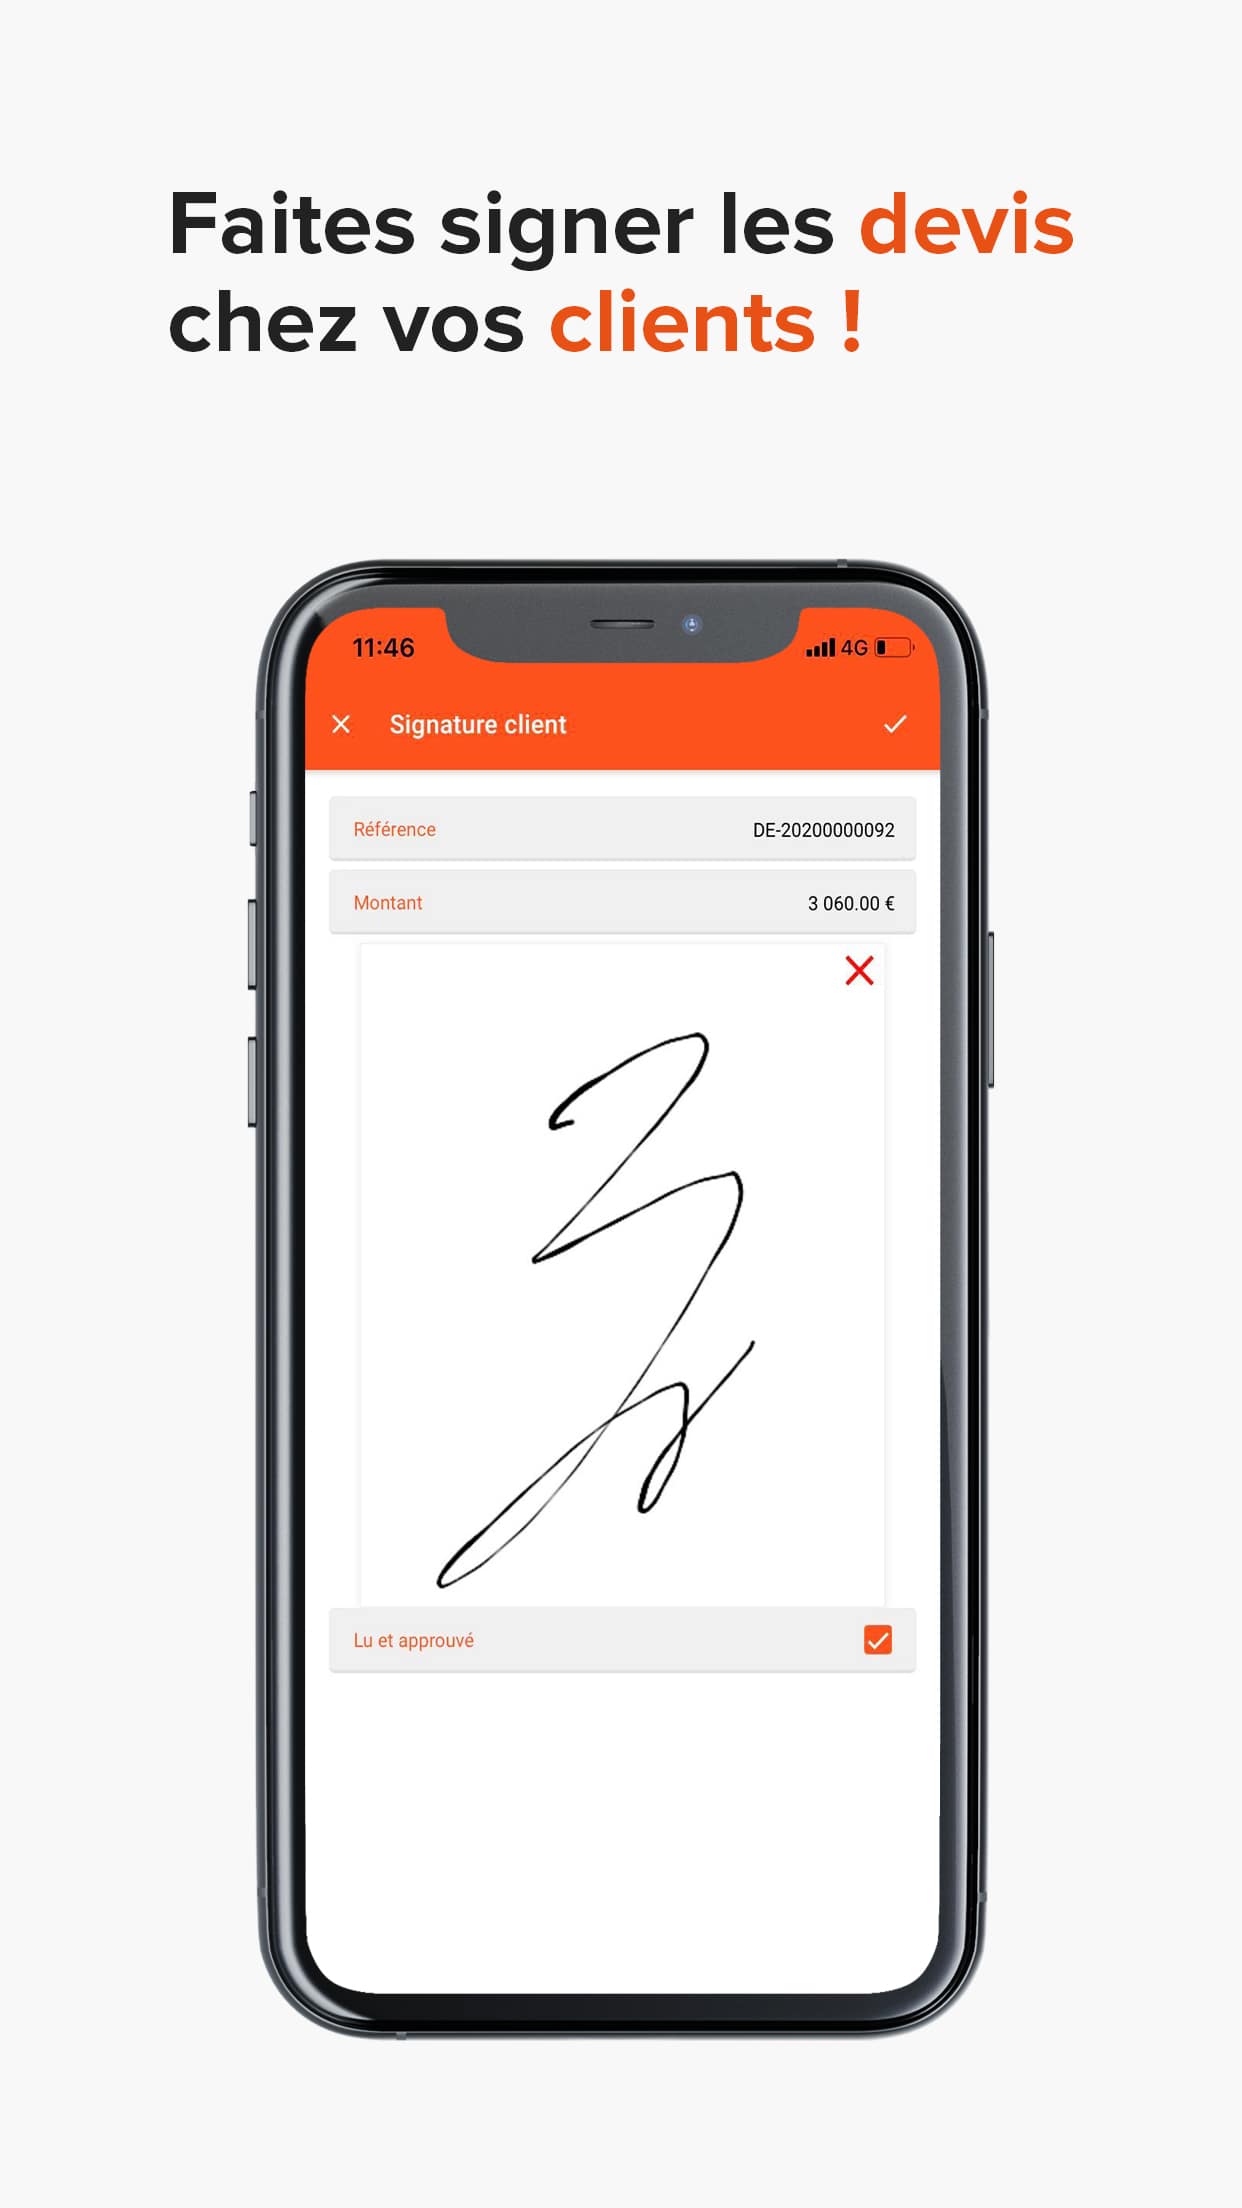 Faites signer les devis
chez vos clients !
11:46
4G
Signature client
Référence
DE-20200000092
Montant
3 060.00 €
Lu et approuvé